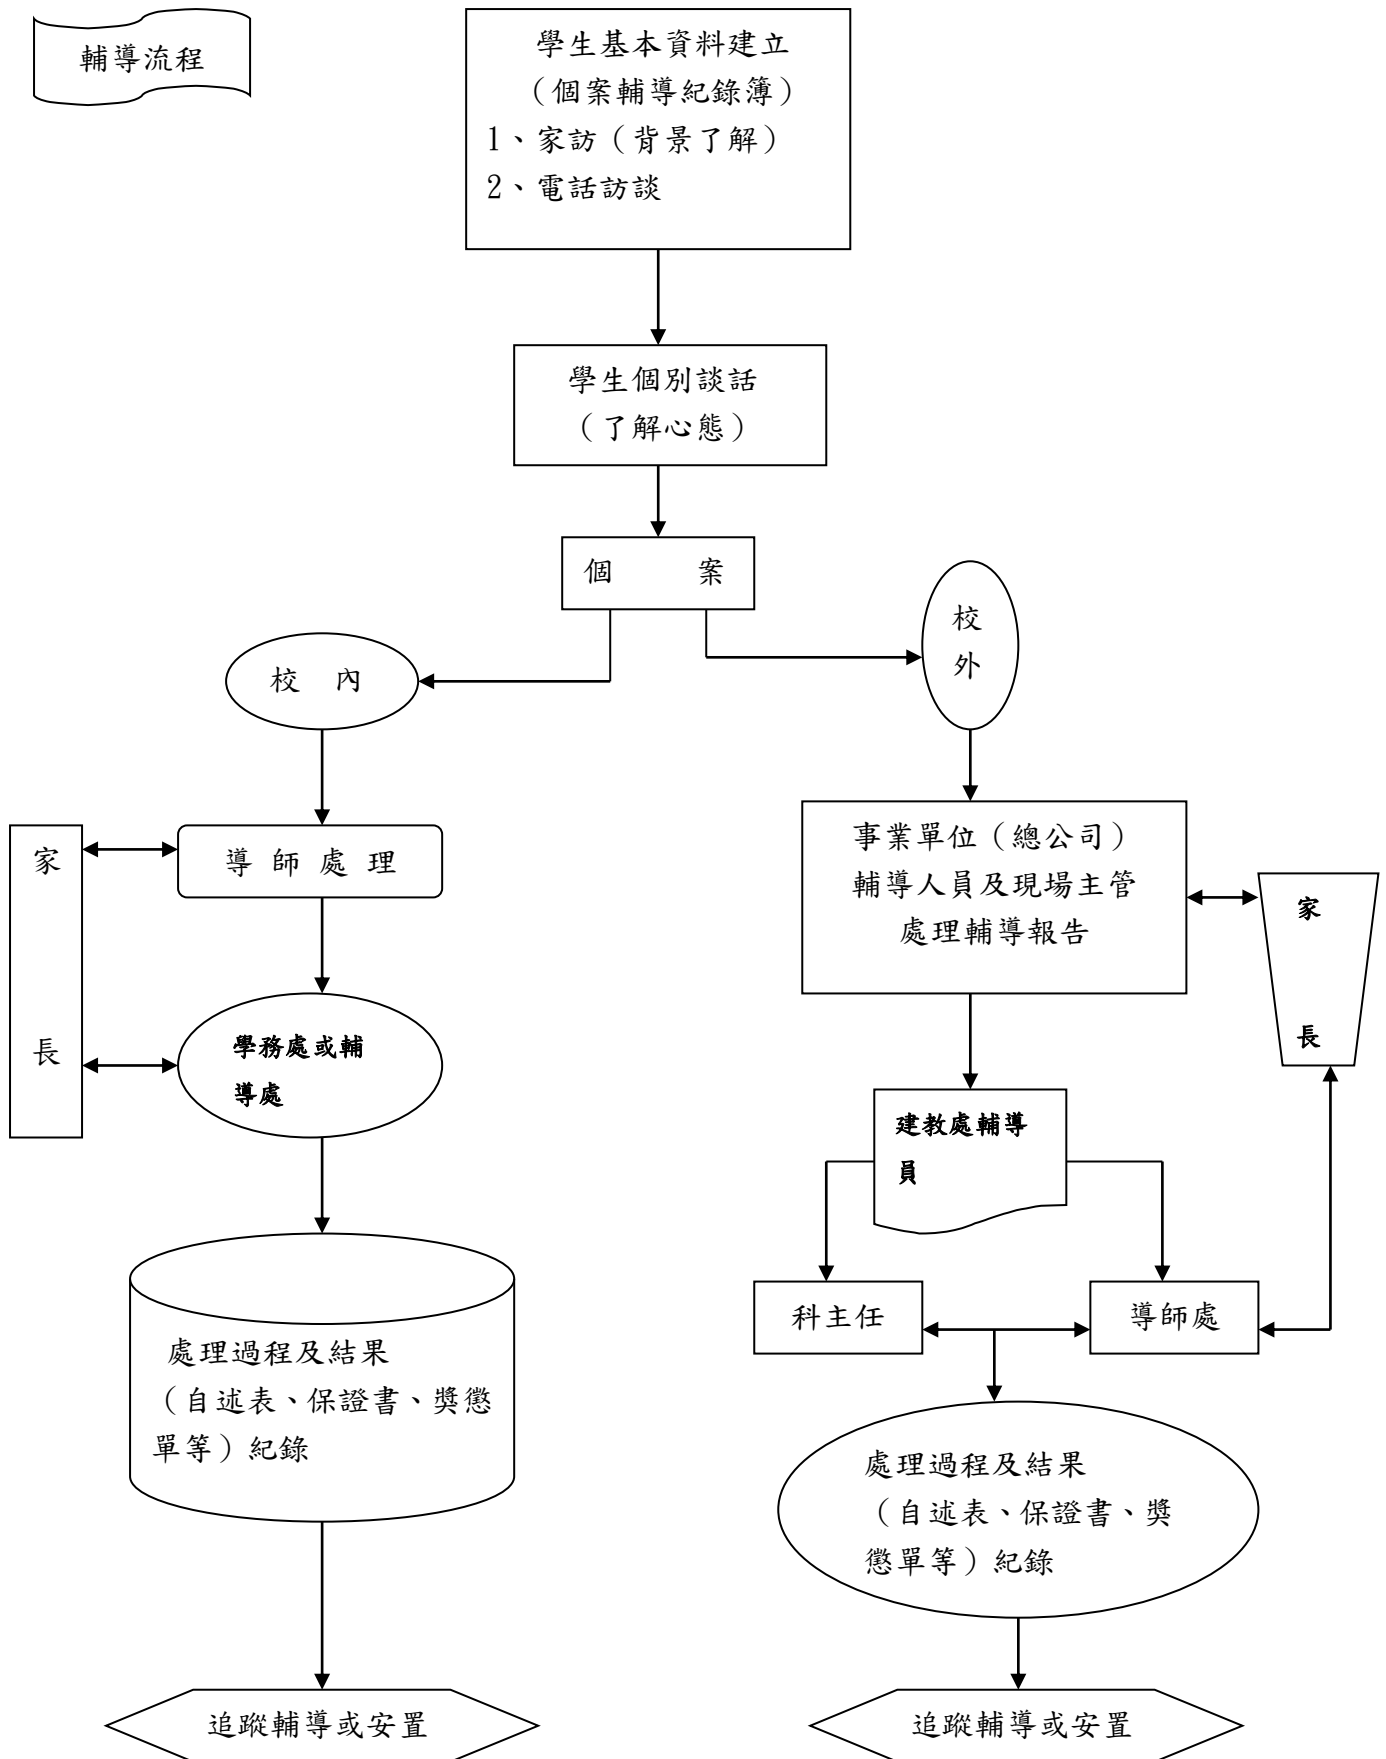 輔導流程
學生基本資料建立
（個案輔導紀錄簿）
1、家訪（背景了解）
2、電話訪談
學生個別談話
（了解心態）
個 案
校 內
校
外
家
長
導 師 處 理
學務處或輔
導處
處理過程及結果
（自述表、保證書、獎懲
單等）紀錄
追蹤輔導或安置
事業單位（總公司）
輔導人員及現場主管
處理輔導報告
家
長
建教處輔導
員
科主任
導師處
處理過程及結果
（自述表、保證書、獎
懲單等）紀錄
追蹤輔導或安置